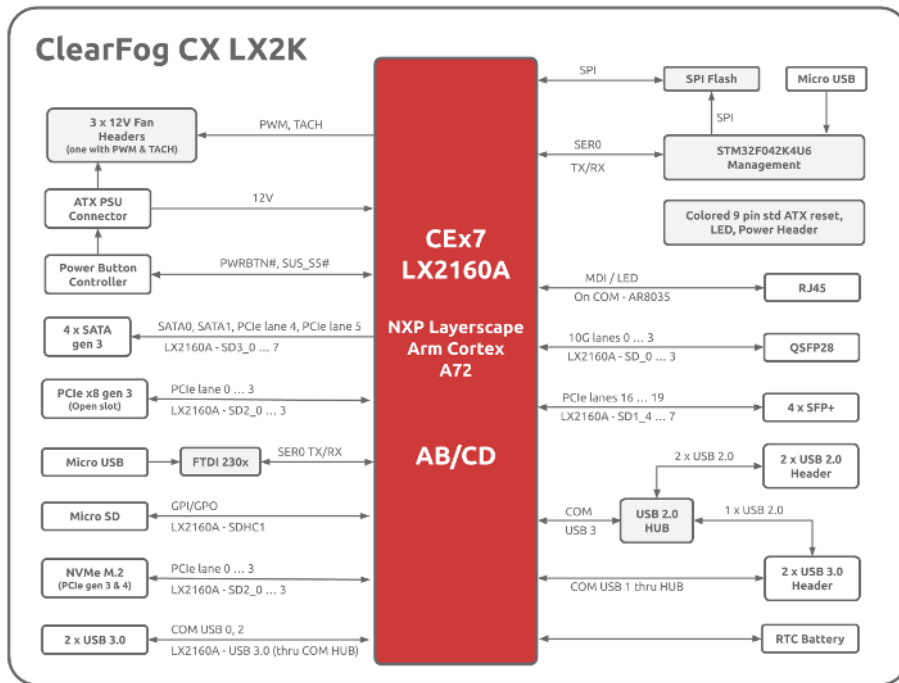 ClearFog CX LX2K
3 x 12V Fan
Headers
(one with PWM & TACH)
PWM, TACH
ATX PSU
Connector
12V
Power Button
Controller
PWRBTN#, SUS_S5#
4 x SATA
gen 3
SATA0, SATA1, PCIe lane 4, PCIe lane 5
LX2160A - SD3_0 ... 7
PCIe x8 gen 3
(Open slot)
PCIe lane 0 ... 3
LX2160A - SD2_0 ... 3
Micro USB
FTDI 230x
SER0 TX/RX
Micro SD
GPI/GPO
LX2160A - SDHC1
NVMe M.2
(PCIe gen 3 & 4)
PCIe lane 0 ... 3
LX2160A - SD2_0 ... 3
2 x USB 3.0
COM USB 0, 2
LX2160A - USB 3.0 (thru COM HUB)
CEx7
LX2160A
NXP Layerscape
Arm Cortex
A72
AB/CD
SPI
SPI Flash
Micro USB
SPI
SER0
TX/RX
STM32F042K4U6
Management
Colored 9 pin std ATX reset,
LED, Power Header
MDI / LED
On COM - AR8035
RJ45
10G lanes 0 ... 3
LX2160A - SD_0 ... 3
QSFP28
PCIe lanes 16 ... 19
LX2160A - SD1_4 ... 7
4 x SFP+
2 x USB 2.0
2 x USB 2.0
Header
COM
USB 3
USB 2.0
HUB
1 x USB 2.0
COM USB 1 thru HUB
2 x USB 3.0
Header
RTC Battery